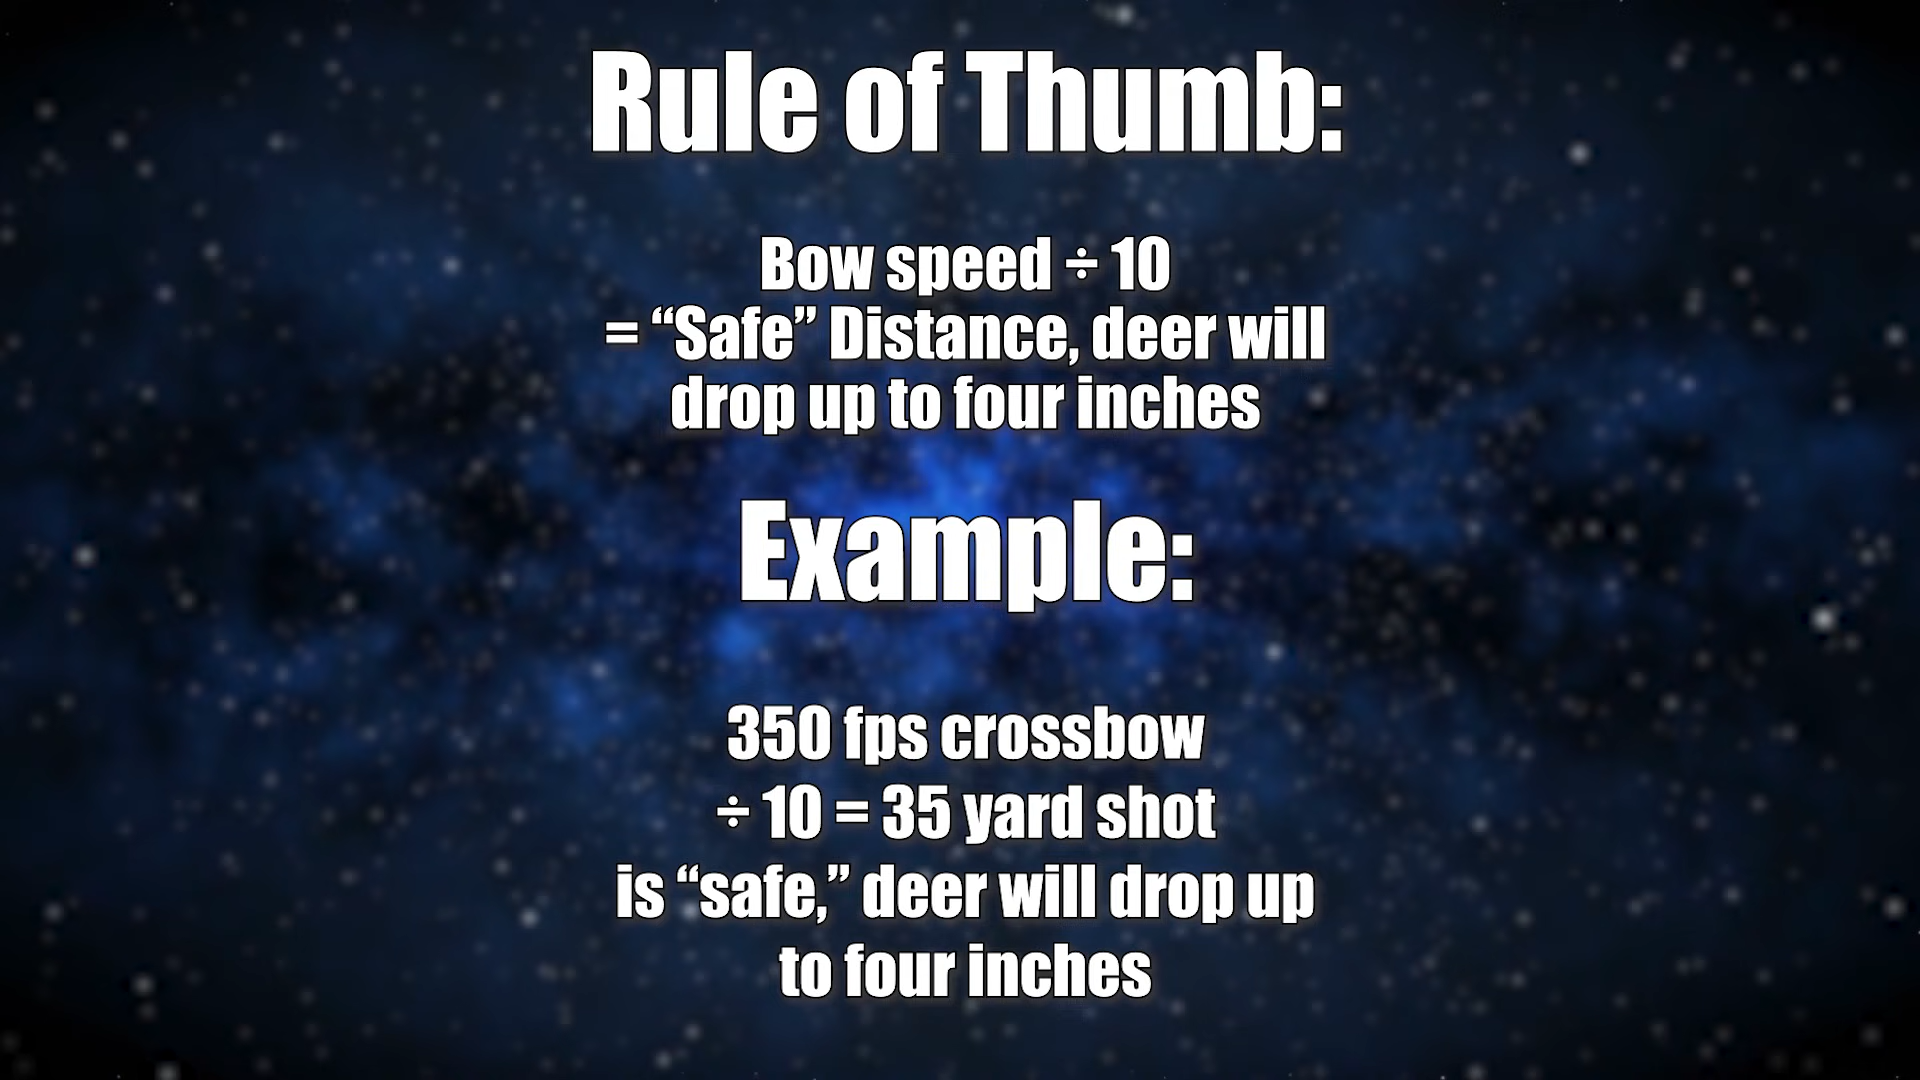 Rule of Thumb:
Bow speed ÷ 10
= “Safe” Distance, deer will
drop up to four inches
Example:
350 fps crossbow
÷ 10 = 35 yard shot
is “safe,” deer will drop up
to four inches